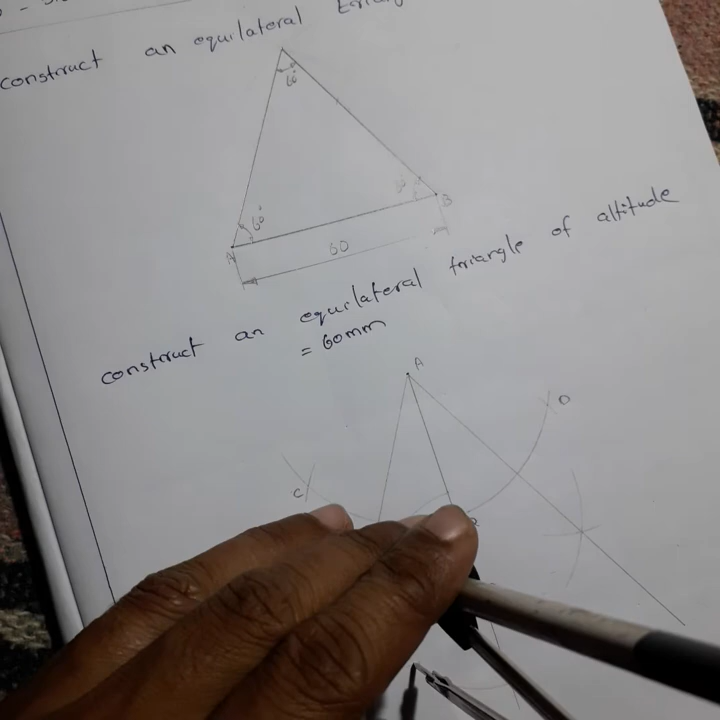 construct an equilateral
60°
60°
B
60
A
construct an equilateral triangle of altitude
= 60mm
A
D
C